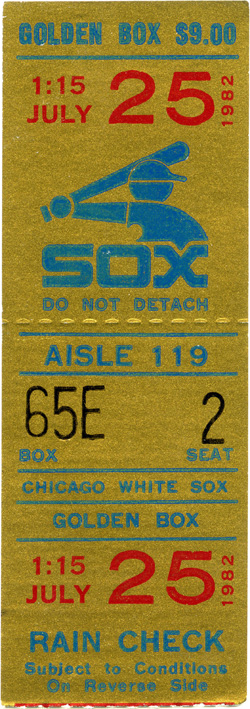 GOLDEN BOX $9.00
1:15
JULY 25 1982
SOX
DO NOT DETACH
AISLE 119
65E 2
BOX SEAT
CHICAGO WHITE SOX
GOLDEN BOX
1:15
JULY 25 1982
RAIN CHECK
Subject to Conditions
On Reverse Side